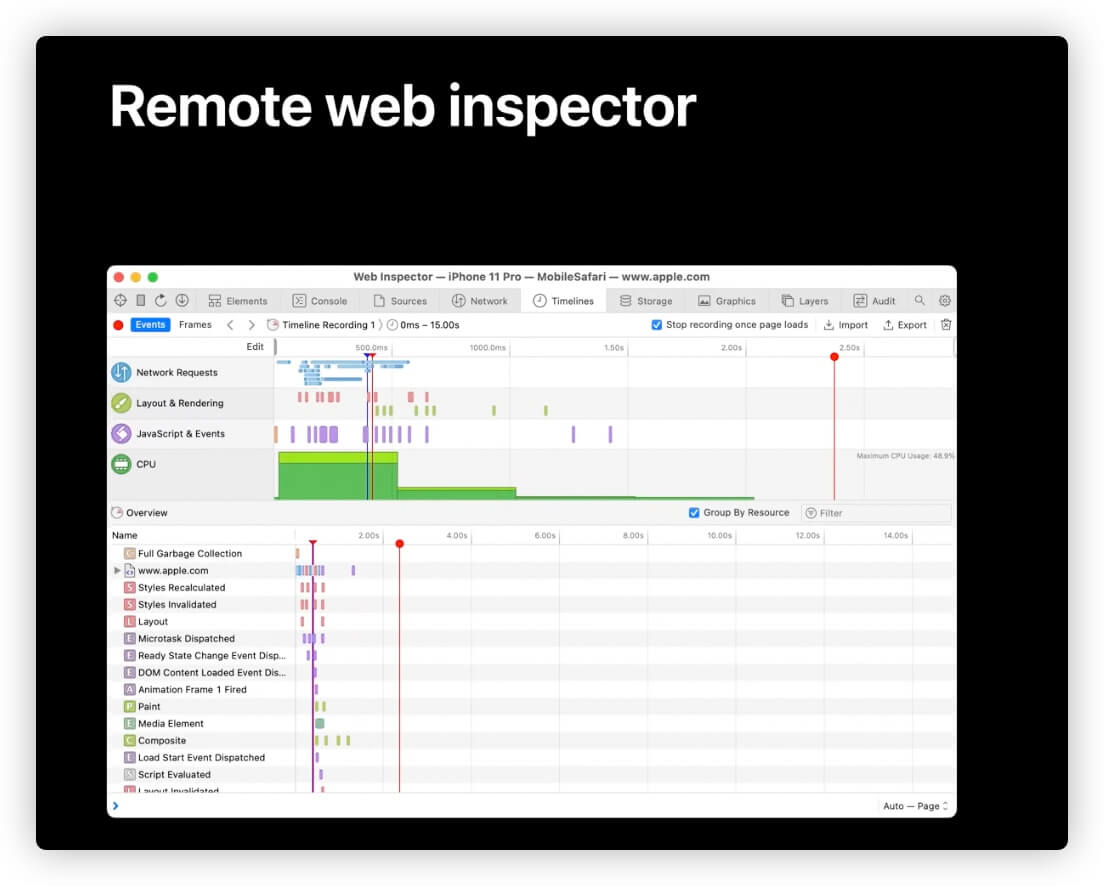 Remote web inspector
Web Inspector — iPhone 11 Pro — MobileSafari — www.apple.com
Elements Console Sources Network Timelines Storage Graphics Layers Audit
Events Frames Timeline Recording 1 0ms – 15.00s Stop recording once page loads Import Export
Edit 500.0ms 1000.0ms 1.50s 2.00s 2.50s
Network Requests
Layout & Rendering
JavaScript & Events
CPU Maximum CPU Usage: 48.9%
Overview Group By Resource Filter
Name 2.00s 4.00s 6.00s 8.00s 10.00s 12.00s 14.00s
Full Garbage Collection
www.apple.com
S Styles Recalculated
S Styles Invalidated
L Layout
E Microtask Dispatched
E Ready State Change Event Disp...
E DOM Content Loaded Event Dis...
A Animation Frame 1 Fired
P Paint
E Media Element
C Composite
E Load Start Event Dispatched
S Script Evaluated
Layout Invalidated
Auto — Page